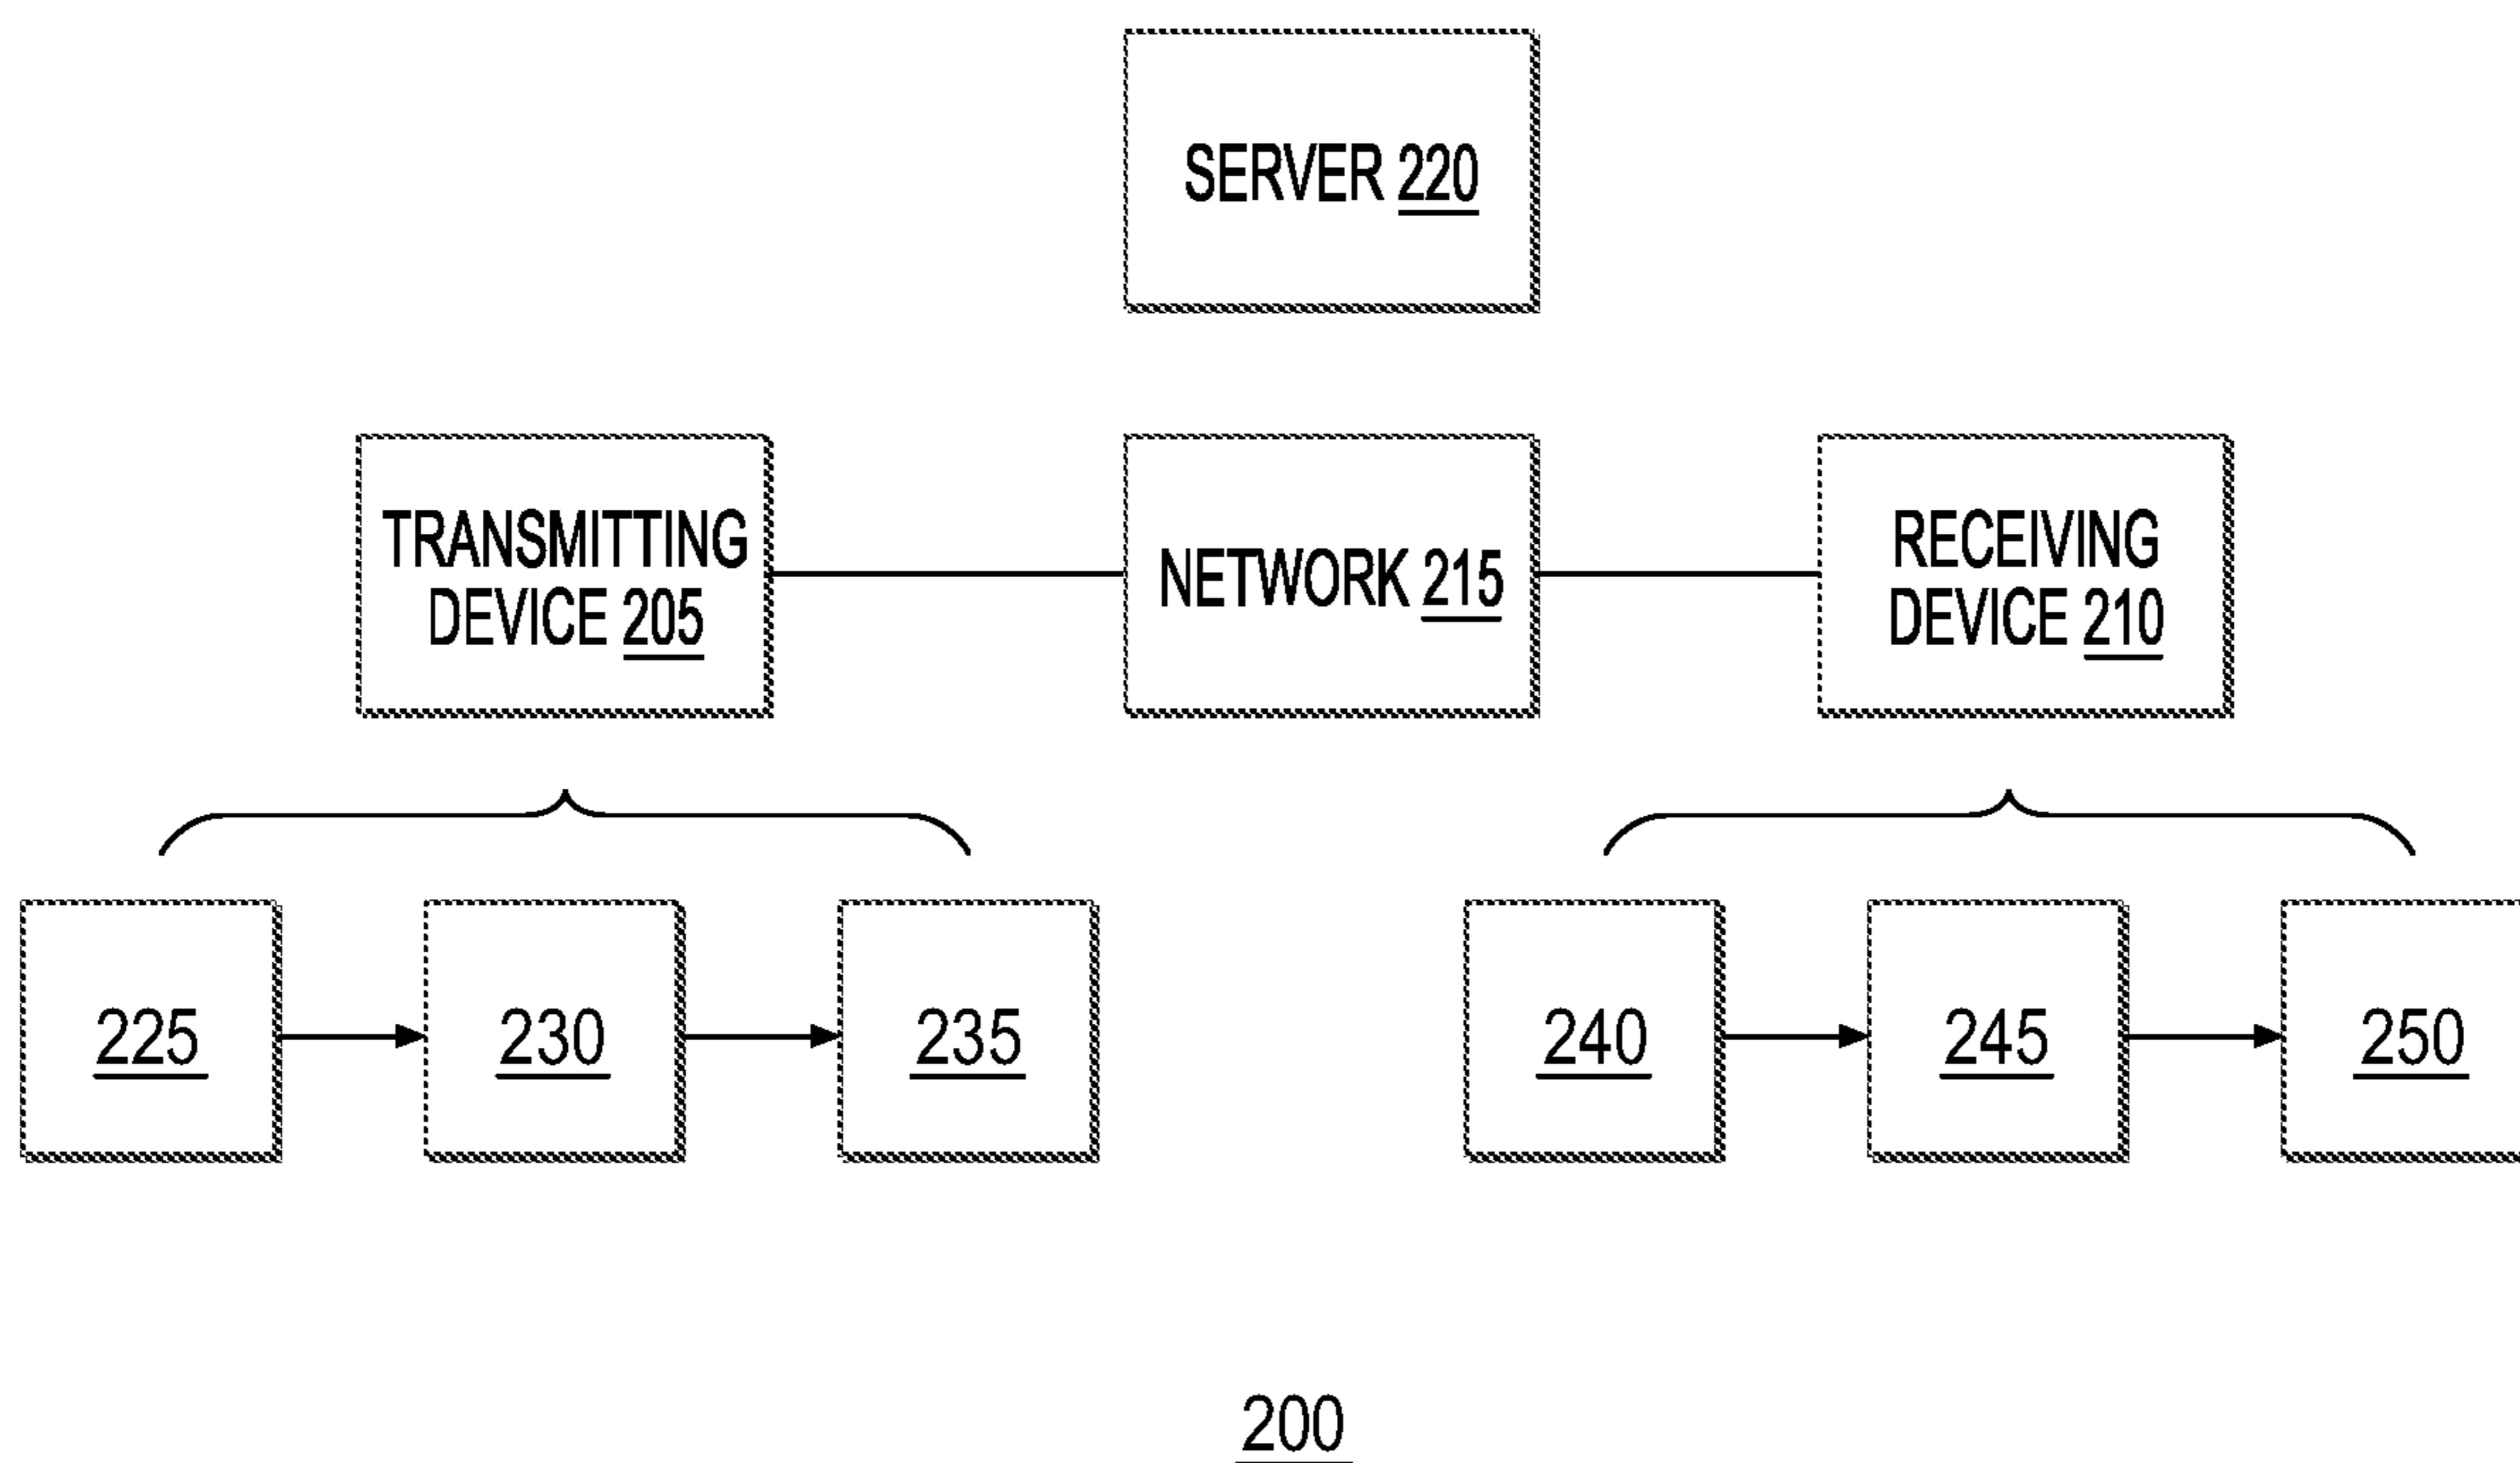 SERVER 220
TRANSMITTING
DEVICE 205
NETWORK 215
RECEIVING
DEVICE 210
225
230
235
240
245
250
200